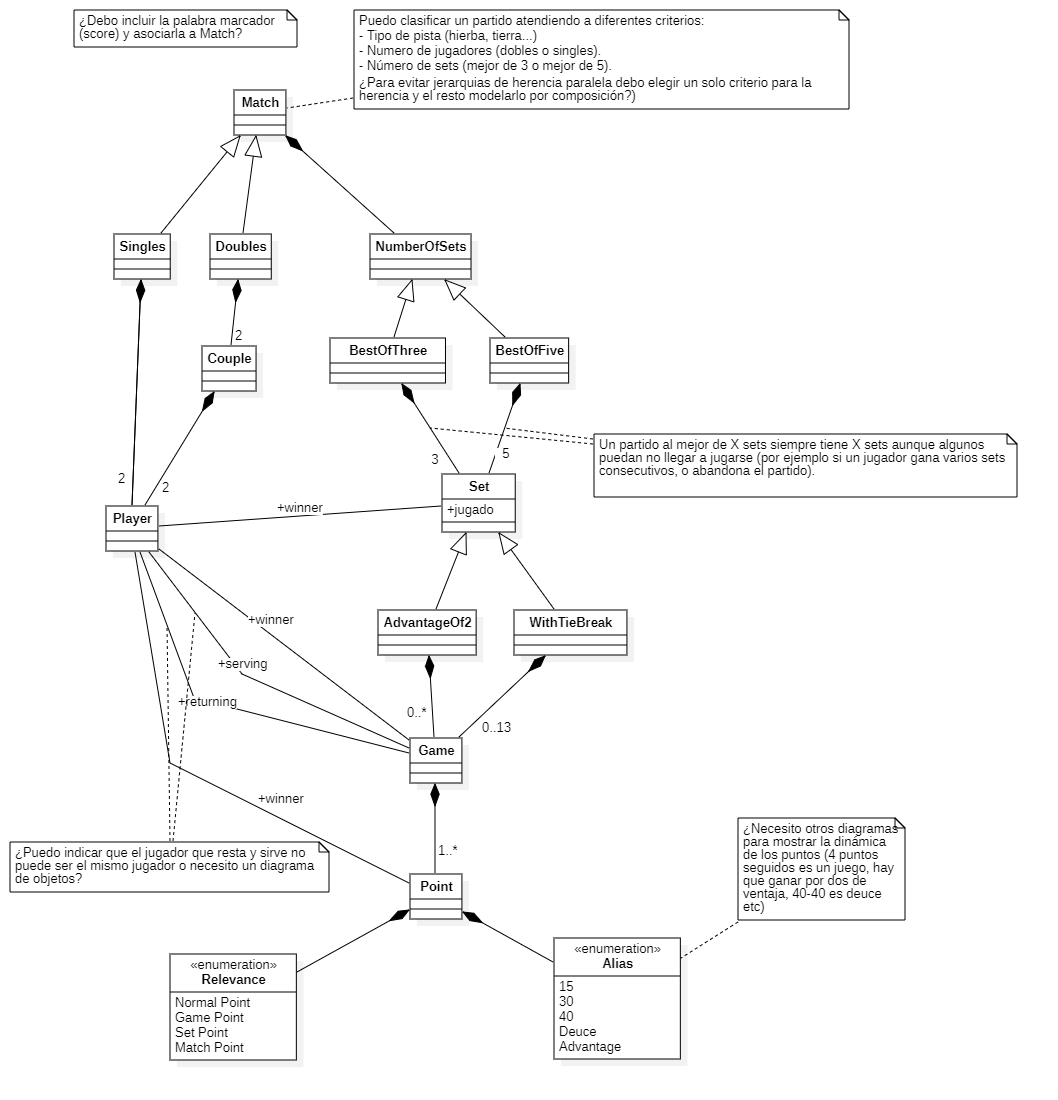 ¿Debo incluir la palabra marcador
(score) y asociarla a Match?
Puedo clasificar un partido atendiendo a diferentes criterios:
- Tipo de pista (hierba, tierra...)
- Numero de jugadores (dobles o singles).
- Número de sets (mejor de 3 o mejor de 5).
¿Para evitar jerarquias de herencia paralela debo elegir un solo criterio para la
herencia y el resto modelarlo por composición?)
Match
Singles
Doubles
NumberOfSets
2
Couple
BestOfThree
BestOfFive
Un partido al mejor de X sets siempre tiene X sets aunque algunos
puedan no llegar a jugarse (por ejemplo si un jugador gana varios sets
consecutivos, o abandona el partido).
3
5
2
2
Set
+jugado
+winner
Player
AdvantageOf2
WithTieBreak
+winner
+serving
+returning
0..*
0..13
Game
+winner
1..*
¿Puedo indicar que el jugador que resta y sirve no
puede ser el mismo jugador o necesito un diagrama
de objetos?
¿Necesito otros diagramas
para mostrar la dinámica
de los puntos (4 puntos
seguidos es un juego, hay
que ganar por dos de
ventaja, 40-40 es deuce
etc)
Point
«enumeration»
Relevance
Normal Point
Game Point
Set Point
Match Point
«enumeration»
Alias
15
30
40
Deuce
Advantage